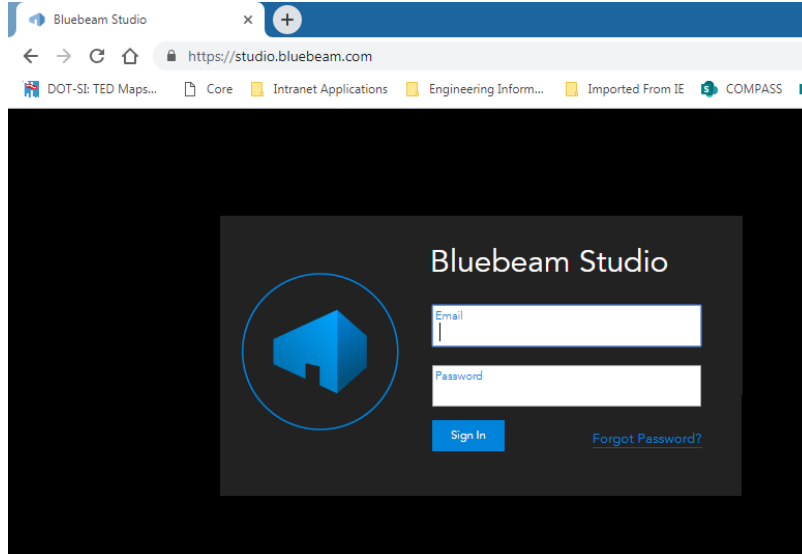 Bluebeam Studio
https://studio.bluebeam.com
DOT-SI: TED Maps... Core Intranet Applications Engineering Inform... Imported From IE COMPASS
Bluebeam Studio
Email
Password
Sign In Forgot Password?